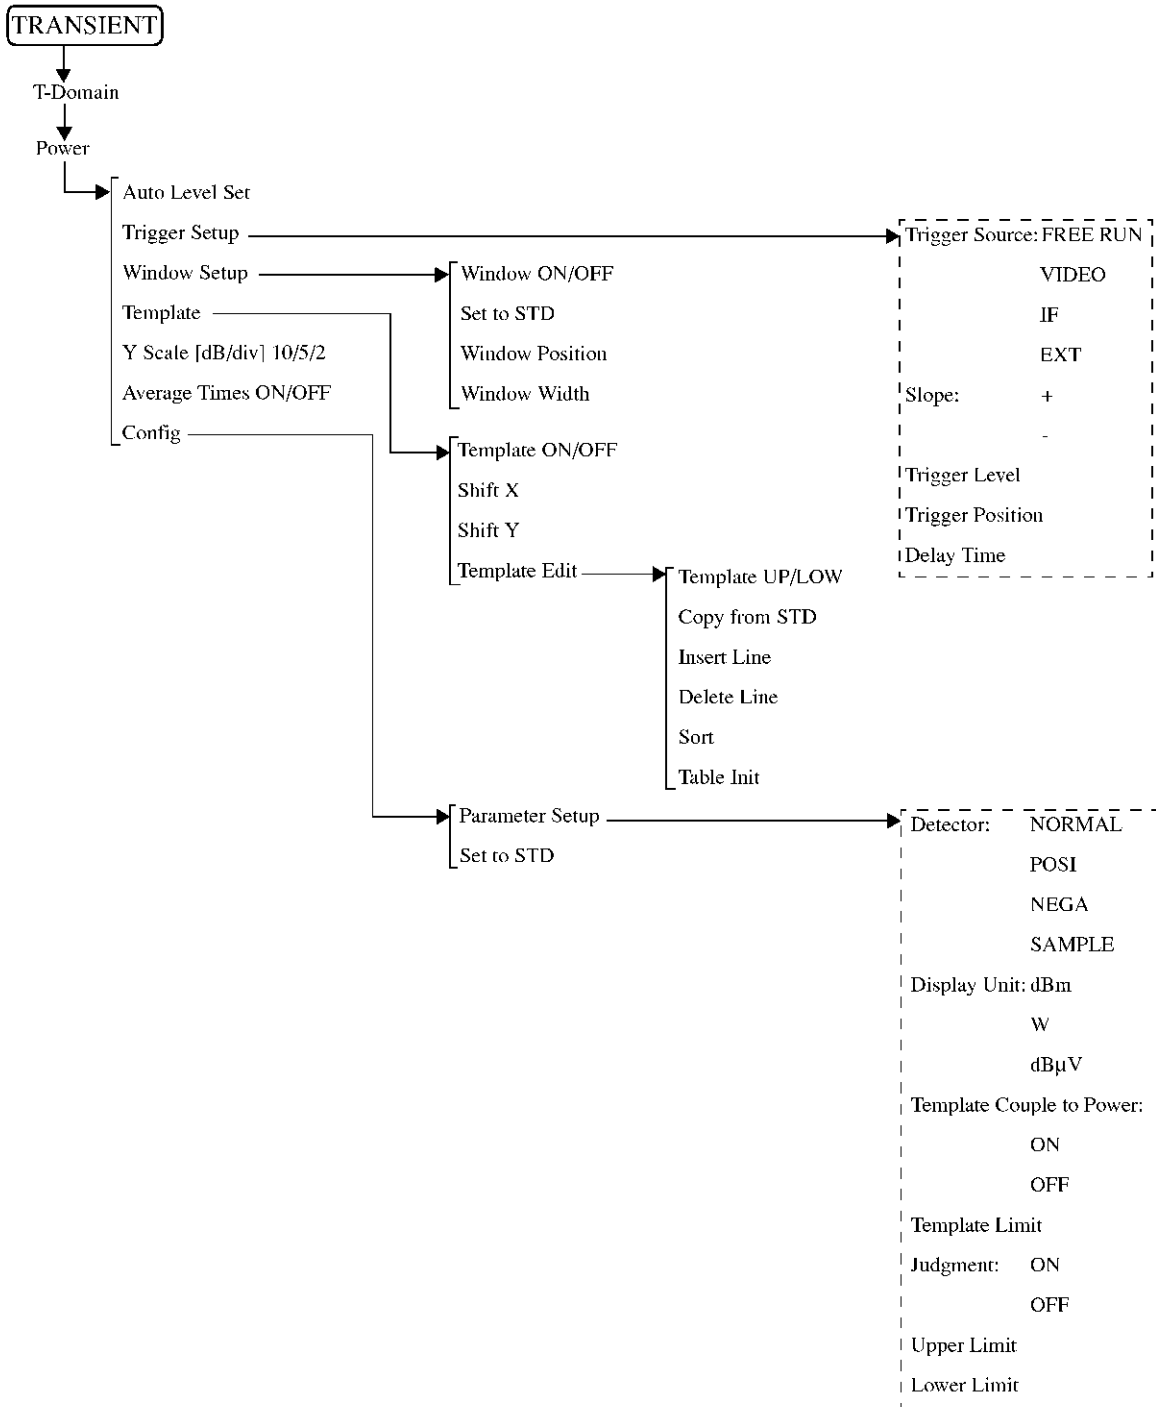 TRANSIENT
T-Domain
Power
Auto Level Set
Trigger Setup
Window Setup
Template
Y Scale [dB/div] 10/5/2
Average Times ON/OFF
Config
Window ON/OFF
Set to STD
Window Position
Window Width
Template ON/OFF
Shift X
Shift Y
Template Edit
Template UP/LOW
Copy from STD
Insert Line
Delete Line
Sort
Table Init
Trigger Source: FREE RUN
VIDEO
IF
EXT
Slope: +
-
Trigger Level
Trigger Position
Delay Time
Parameter Setup
Set to STD
Detector: NORMAL
POSI
NEGA
SAMPLE
Display Unit: dBm
W
dBµV
Template Couple to Power:
ON
OFF
Template Limit
Judgment: ON
OFF
Upper Limit
Lower Limit